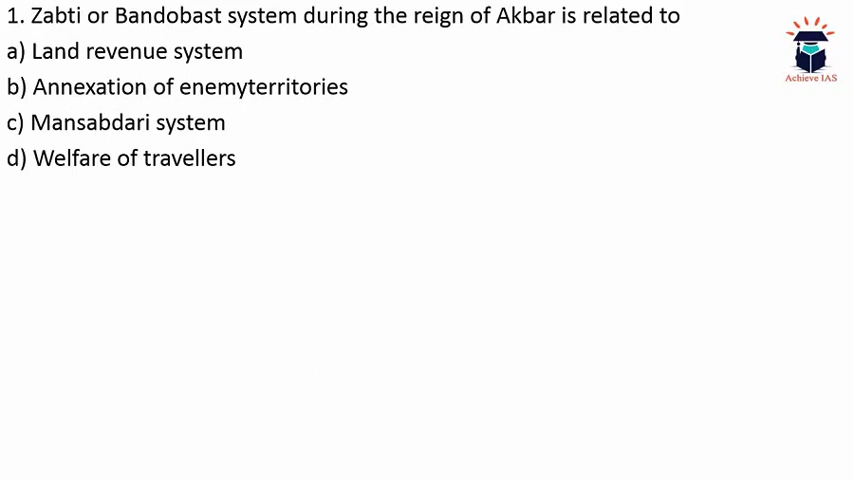 1. Zabti or Bandobast system during the reign of Akbar is related to
a) Land revenue system
b) Annexation of enemyterritories
c) Mansabdari system
d) Welfare of travellers
Achieve IAS